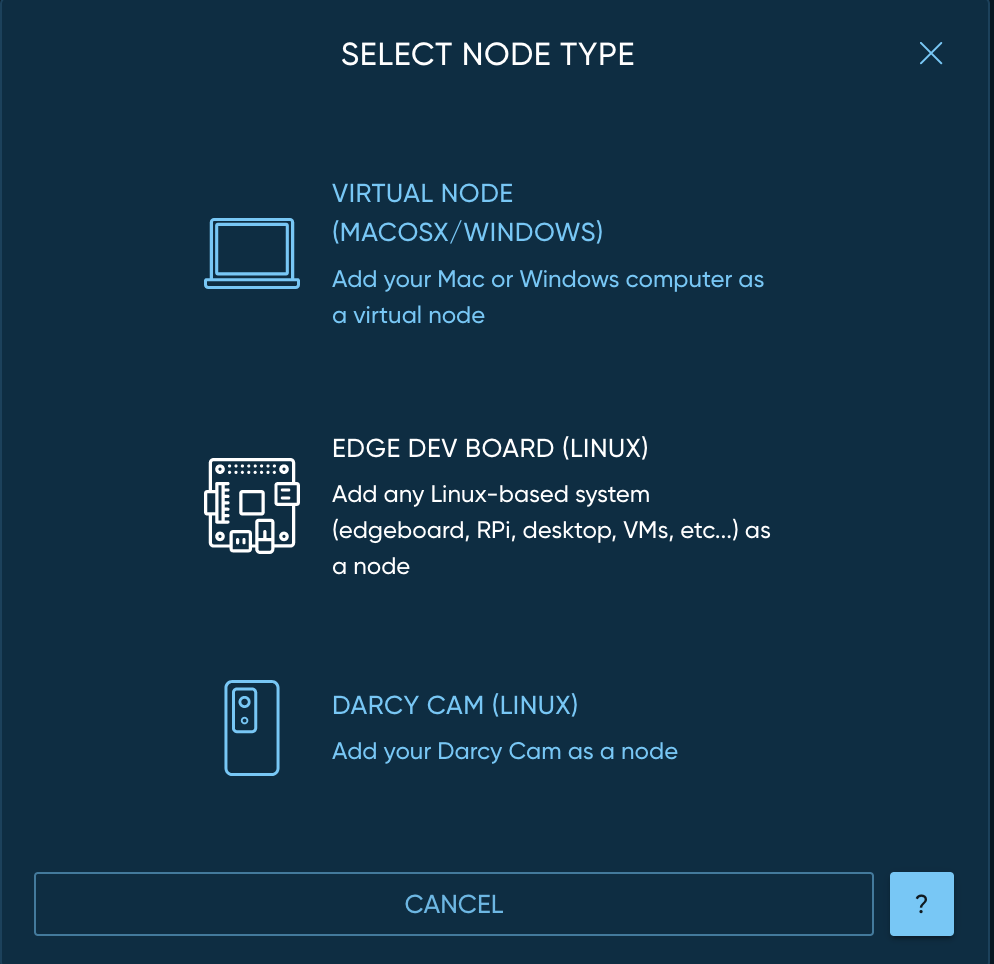 SELECT NODE TYPE
VIRTUAL NODE
(MACOSX/WINDOWS)
Add your Mac or Windows computer as
a virtual node
EDGE DEV BOARD (LINUX)
Add any Linux-based system
(edgeboard, RPi, desktop, VMs, etc...) as
a node
DARCY CAM (LINUX)
Add your Darcy Cam as a node
CANCEL
?